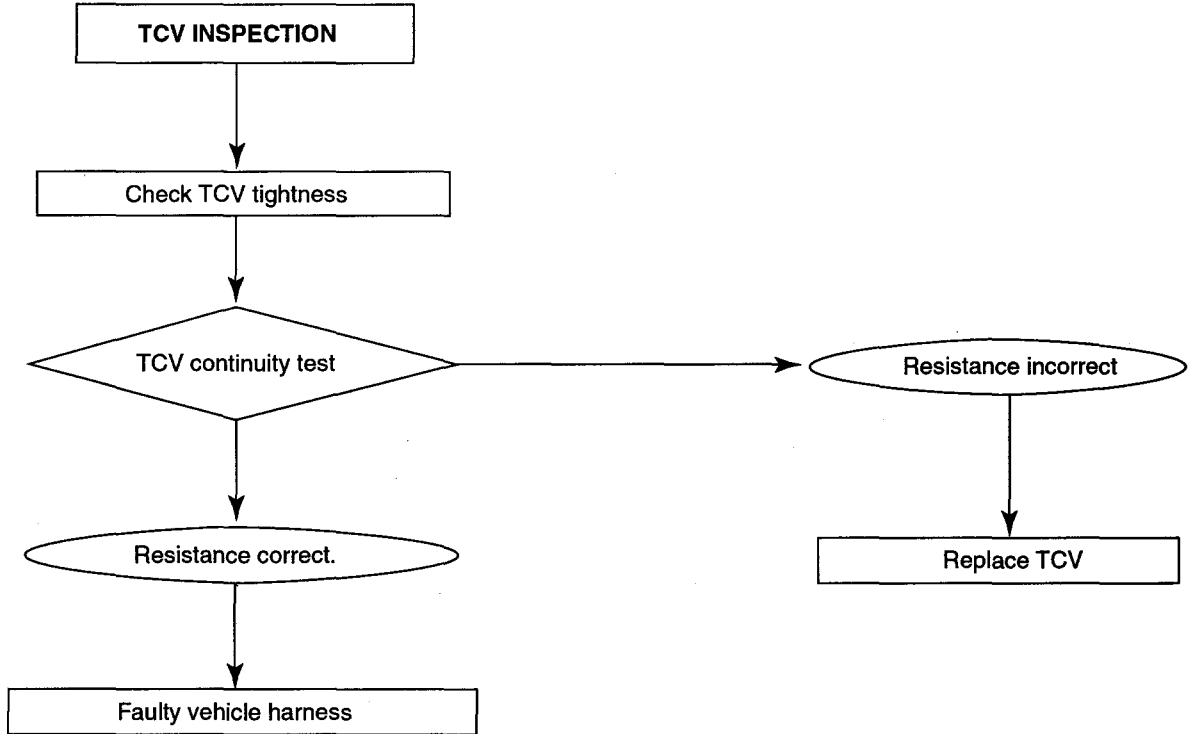 TCV INSPECTION
Check TCV tightness
TCV continuity test
Resistance incorrect
Resistance correct.
Replace TCV
Faulty vehicle harness